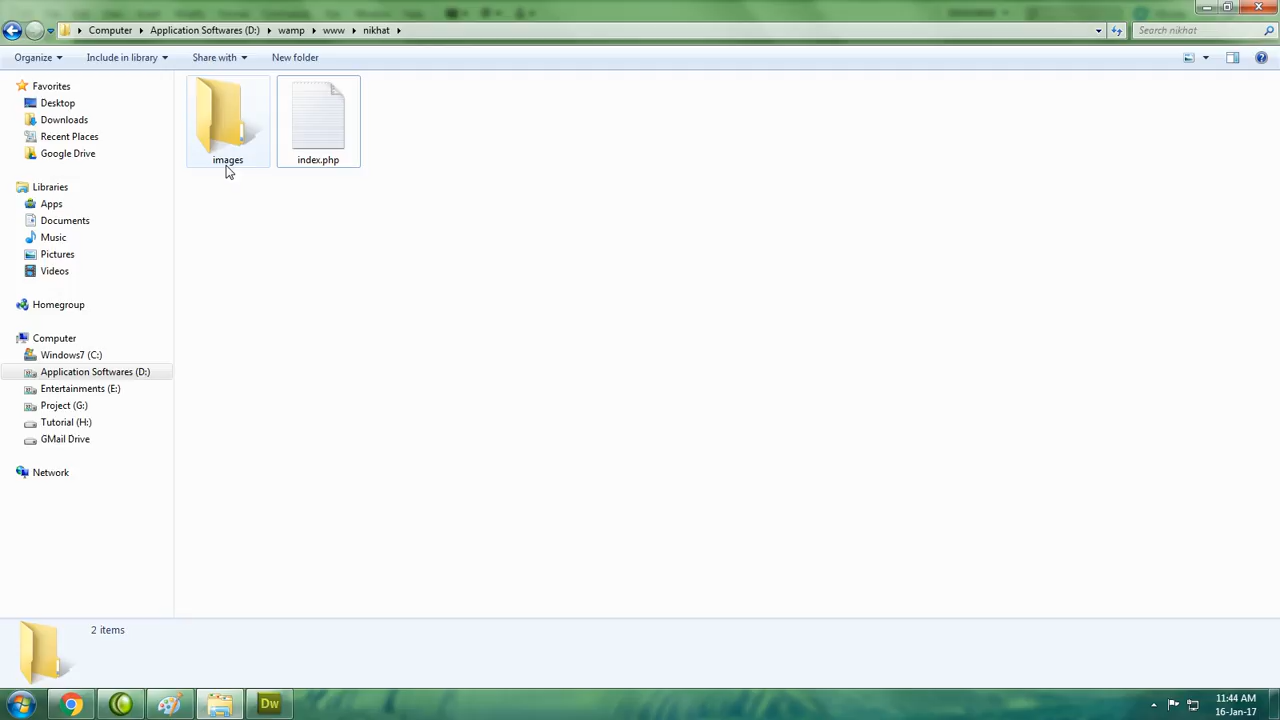 Computer Application Softwares (D:) wamp www nikhat
Search nikhat
Organize Include in library Share with New folder
Favorites
Desktop
Downloads
Recent Places
Google Drive
Libraries
Apps
Documents
Music
Pictures
Videos
Homegroup
Computer
Windows7 (C:)
Application Softwares (D:)
Entertainments (E:)
Project (G:)
Tutorial (H:)
GMail Drive
Network
images
index.php
2 items
Dw
11:44 AM
16-Jan-17